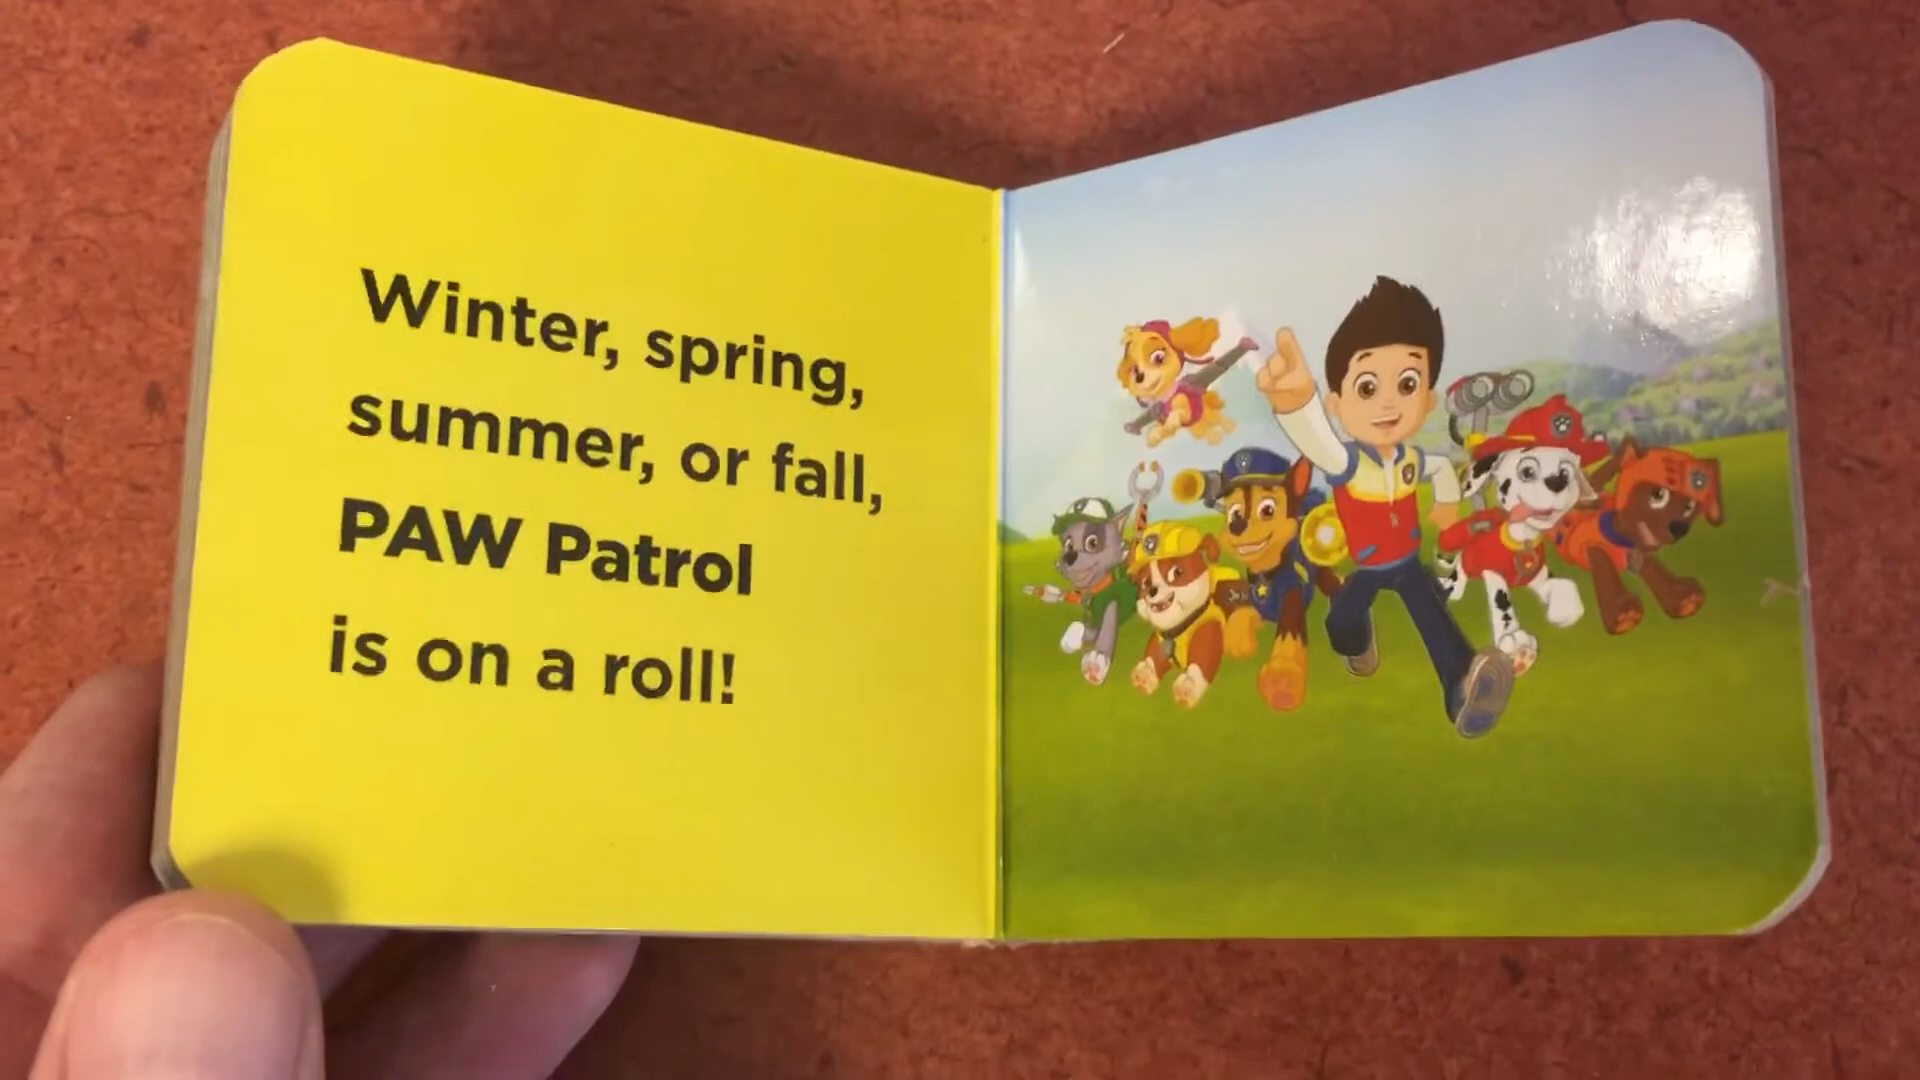 Winter, spring,
summer, or fall,
PAW Patrol
is on a roll!